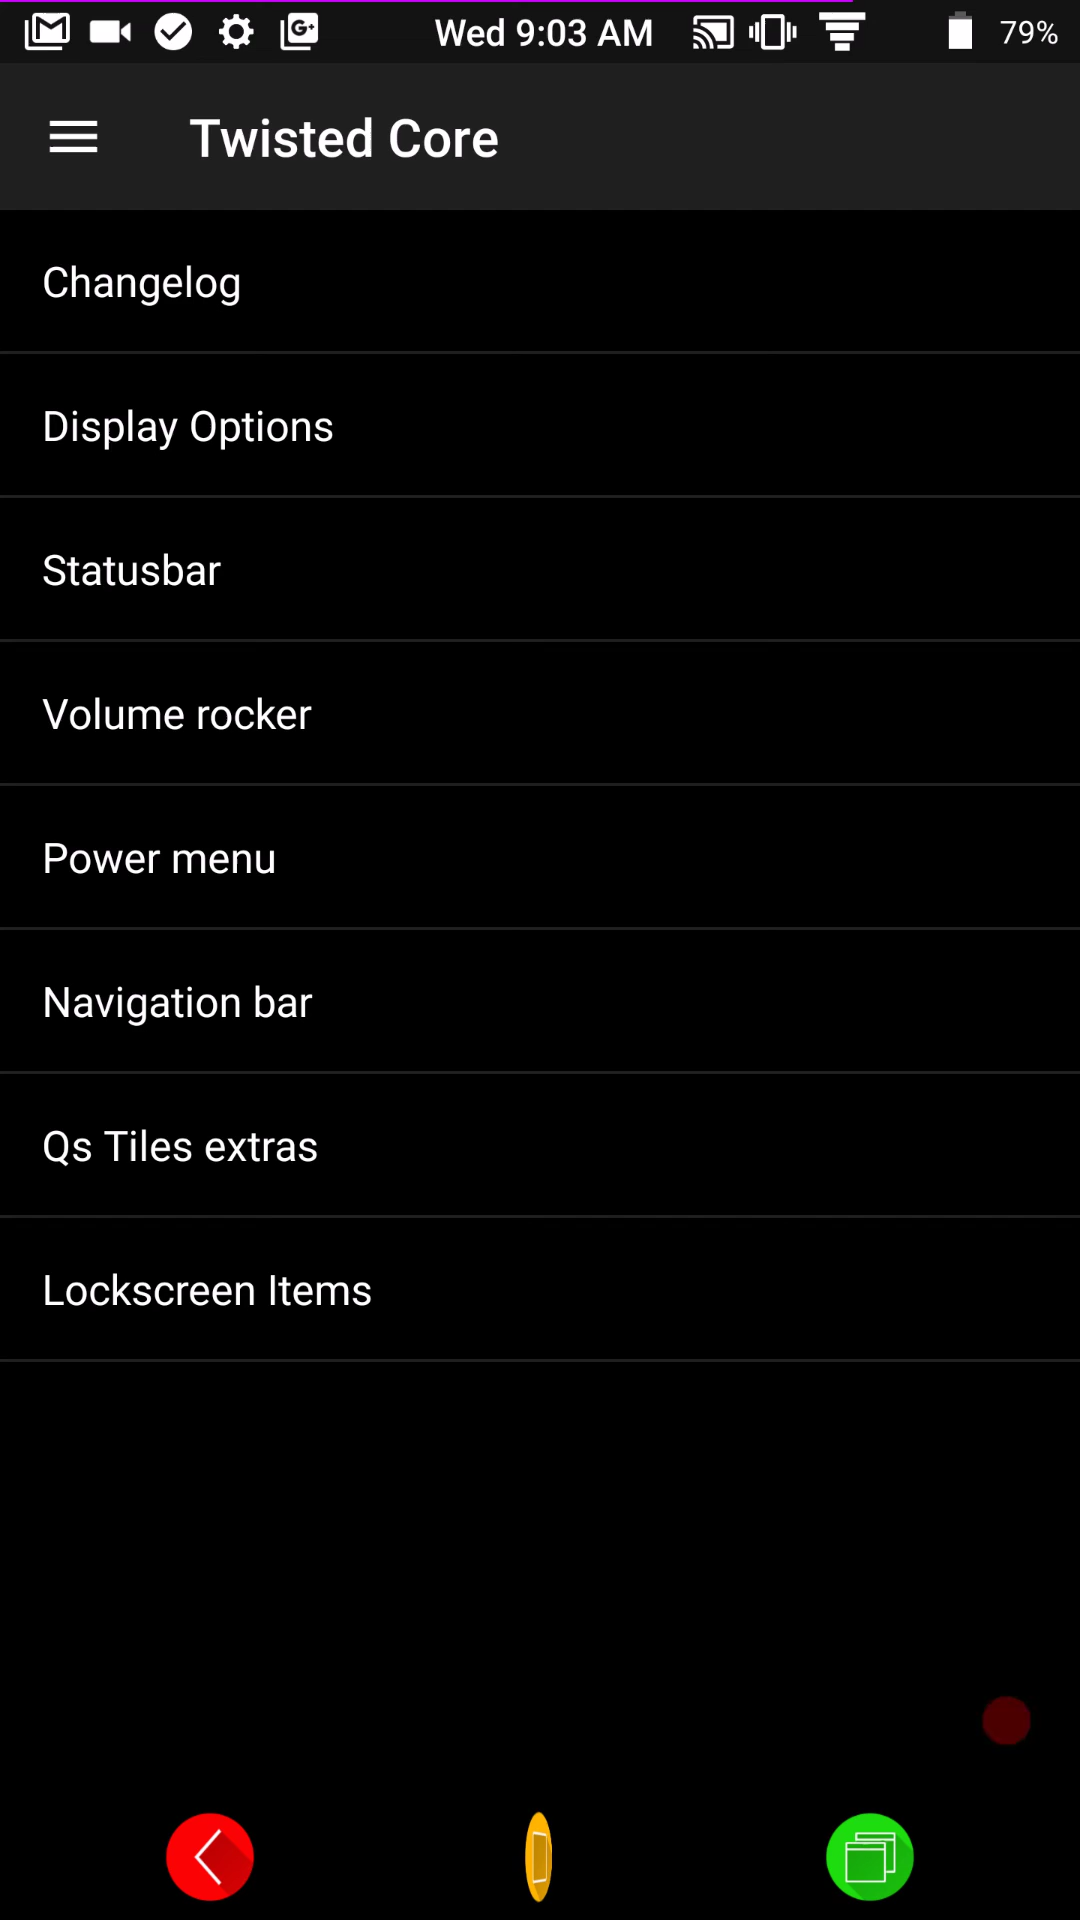 Wed 9:03 AM
79%
Twisted Core
Changelog
Display Options
Statusbar
Volume rocker
Power menu
Navigation bar
Qs Tiles extras
Lockscreen Items